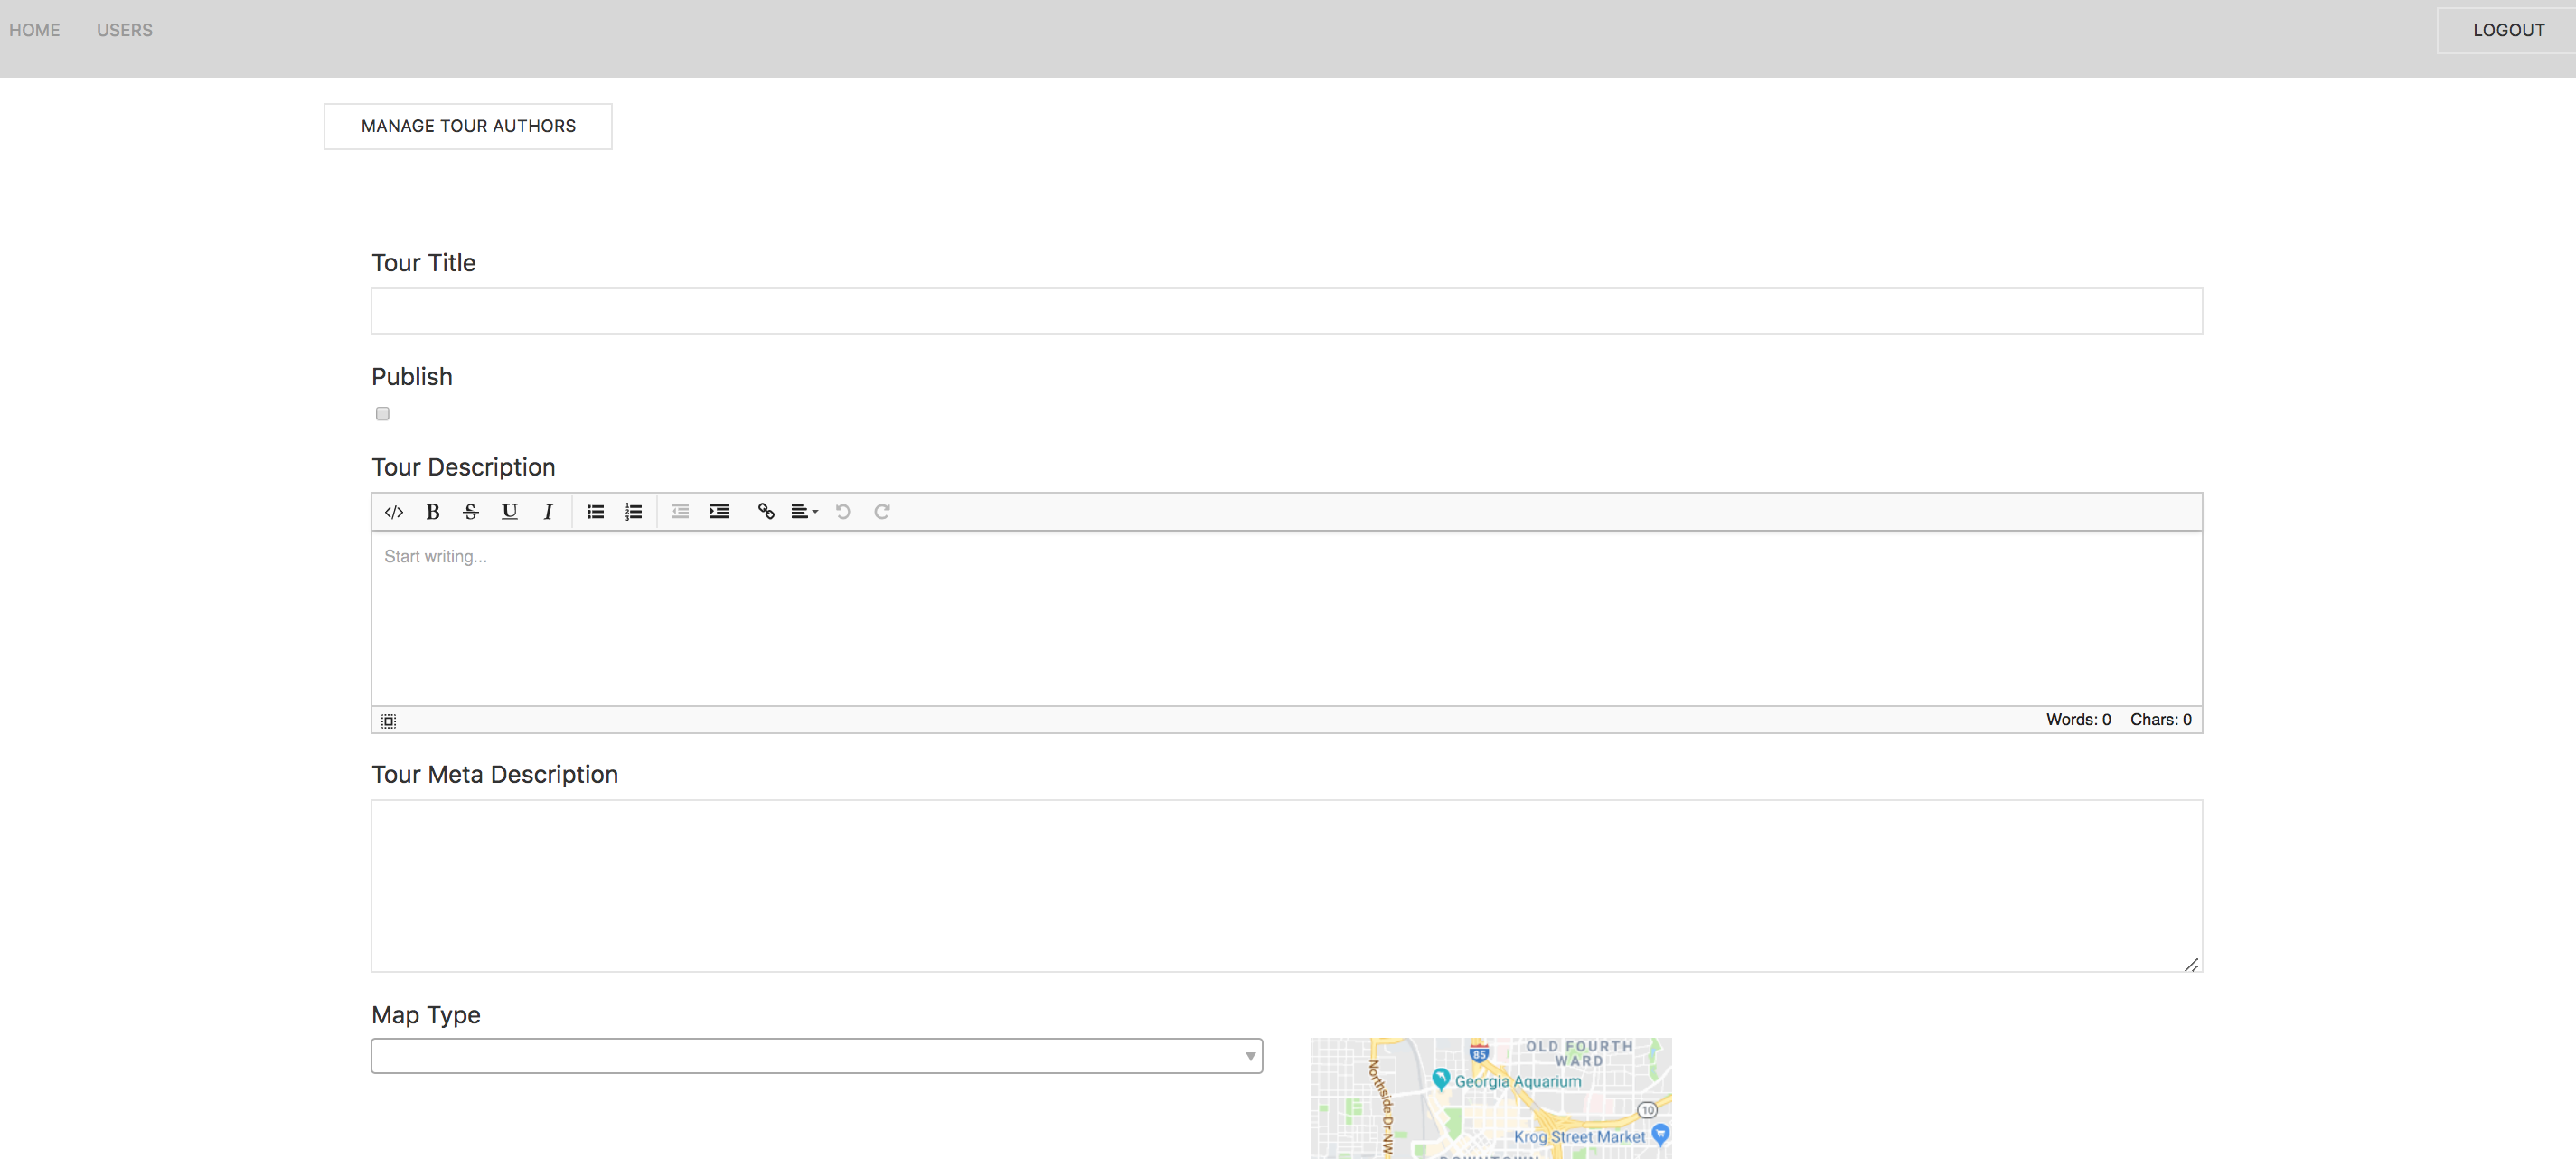 HOME USERS LOGOUT
MANAGE TOUR AUTHORS
Tour Title
Publish
Tour Description
</> B S U I
Start writing...
Words: 0 Chars: 0
Tour Meta Description
Map Type
85
OLD FOURTH
WARD
Northside Dr NW
Georgia Aquarium
10
Krog Street Market
DOWNTOWN